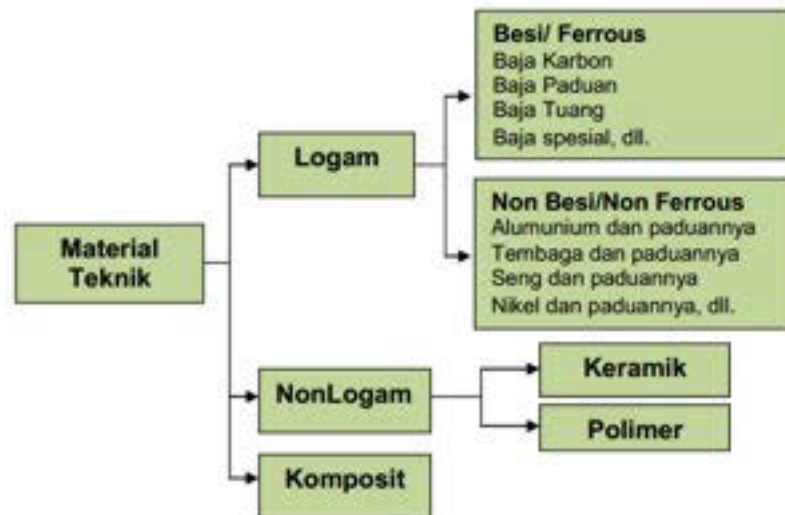 Material
Teknik
Logam
Besi/ Ferrous
Baja Karbon
Baja Paduan
Baja Tuang
Baja spesial, dll.
Non Besi/Non Ferrous
Alumunium dan paduannya
Tembaga dan paduannya
Seng dan paduannya
Nikel dan paduannya, dll.
NonLogam
Keramik
Polimer
Komposit